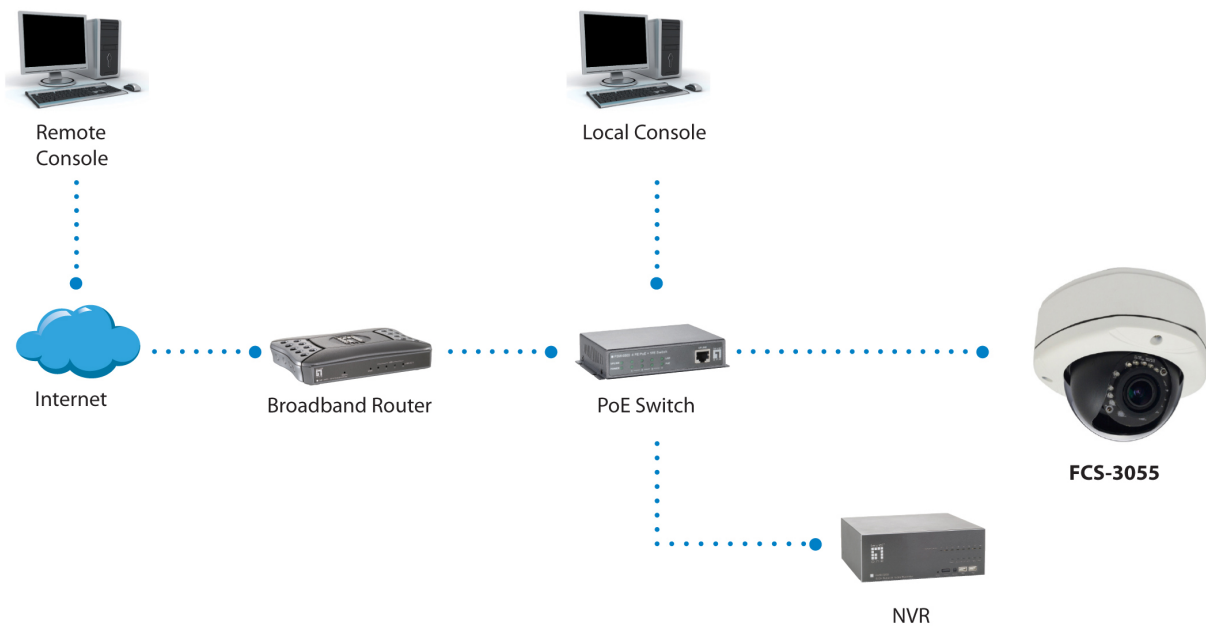 Remote
Console
Local Console
Internet
Broadband Router
PoE Switch
FCS-3055
NVR